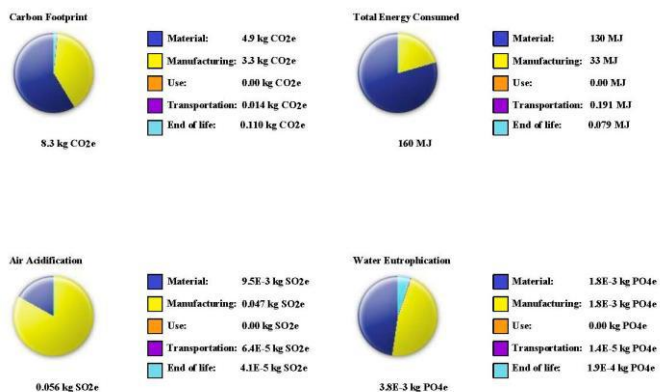 Carbon Footprint
Material: 4.9 kg CO2e
Manufacturing: 3.3 kg CO2e
Use: 0.00 kg CO2e
Transportation: 0.014 kg CO2e
End of life: 0.110 kg CO2e
8.3 kg CO2e
Total Energy Consumed
Material: 130 MJ
Manufacturing: 33 MJ
Use: 0.00 MJ
Transportation: 0.191 MJ
End of life: 0.079 MJ
160 MJ
Air Acidification
Material: 9.5E-3 kg SO2e
Manufacturing: 0.047 kg SO2e
Use: 0.00 kg SO2e
Transportation: 6.4E-5 kg SO2e
End of life: 4.1E-5 kg SO2e
0.056 kg SO2e
Water Eutrophication
Material: 1.8E-3 kg PO4e
Manufacturing: 1.8E-3 kg PO4e
Use: 0.00 kg PO4e
Transportation: 1.4E-5 kg PO4e
End of life: 1.9E-4 kg PO4e
3.8E-3 kg PO4e